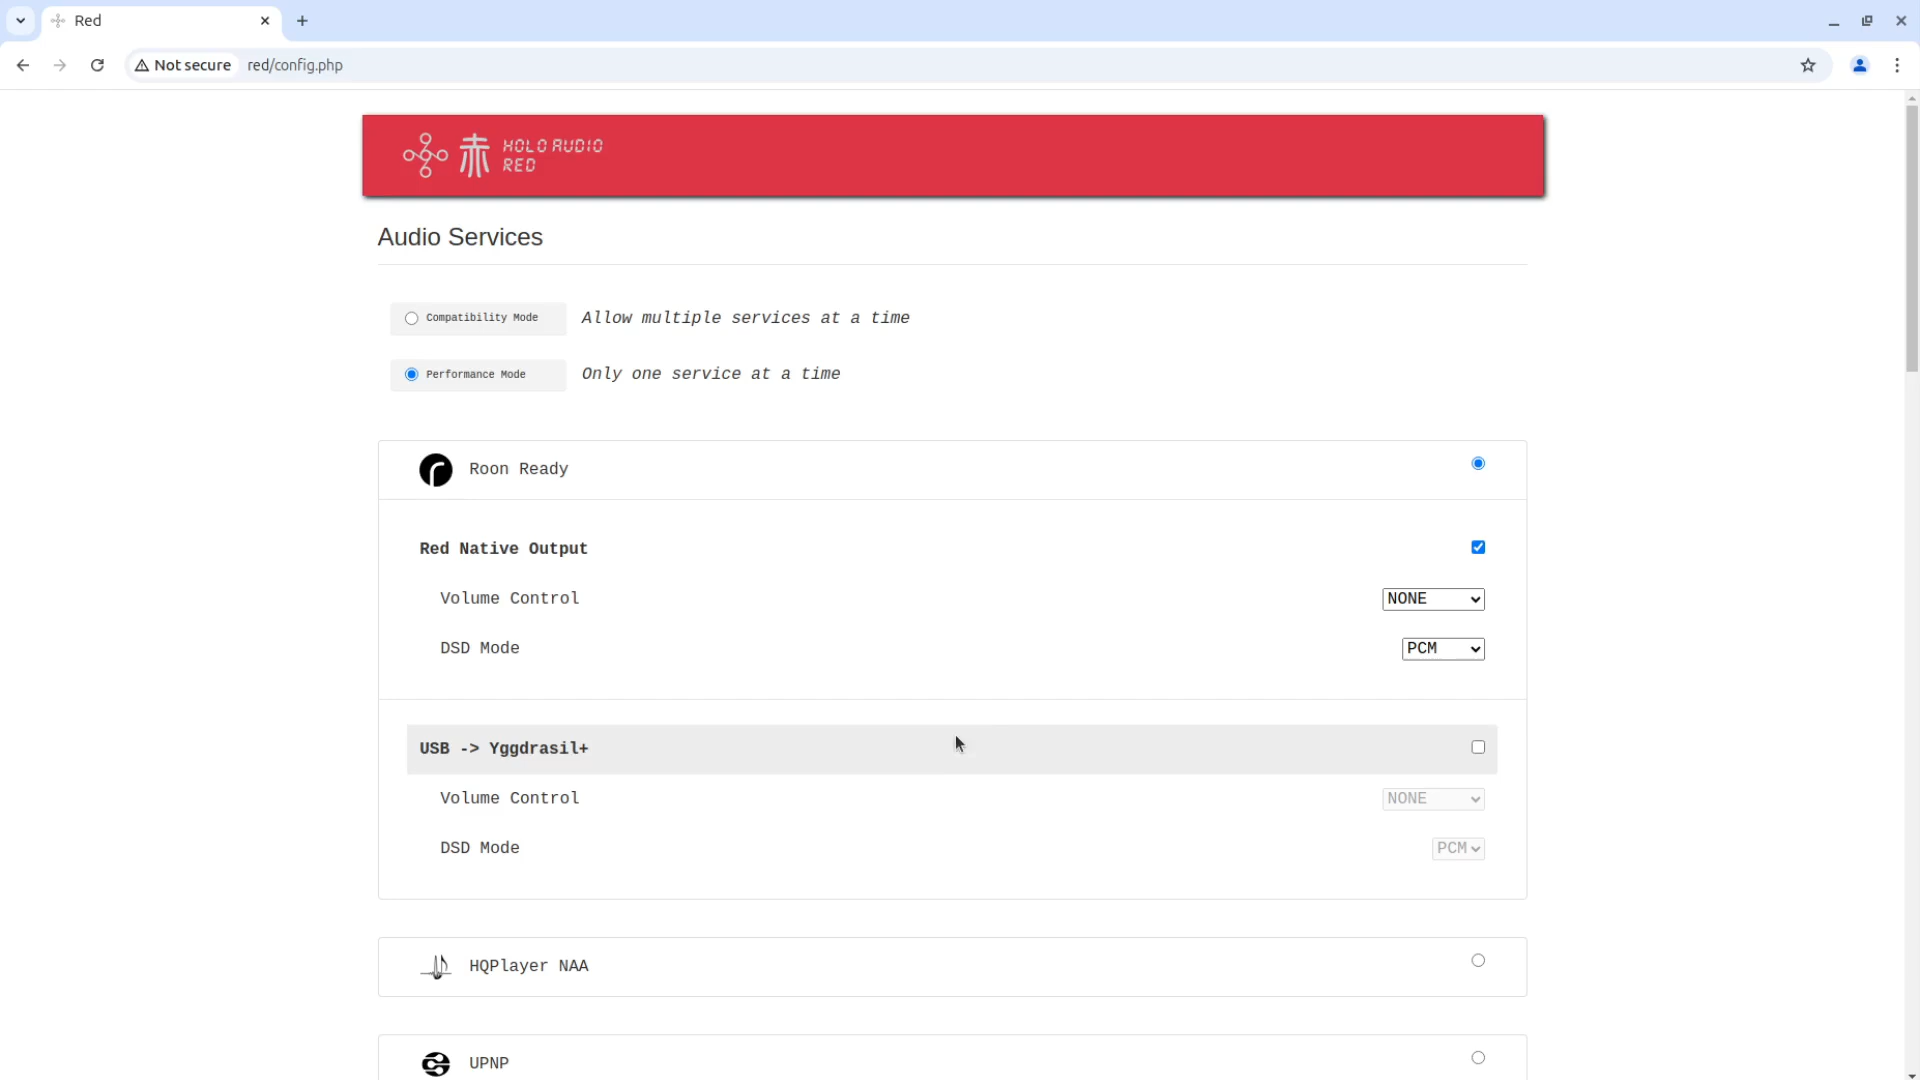 Red
Not secure
red/config.php
赤
HOLO AUDIO
RED
Audio Services
Compatibility Mode
Allow multiple services at a time
Performance Mode
Only one service at a time
Roon Ready
Red Native Output
Volume Control
NONE
DSD Mode
PCM
USB -> Yggdrasil+
Volume Control
NONE
DSD Mode
PCM
HQPlayer NAA
UPNP